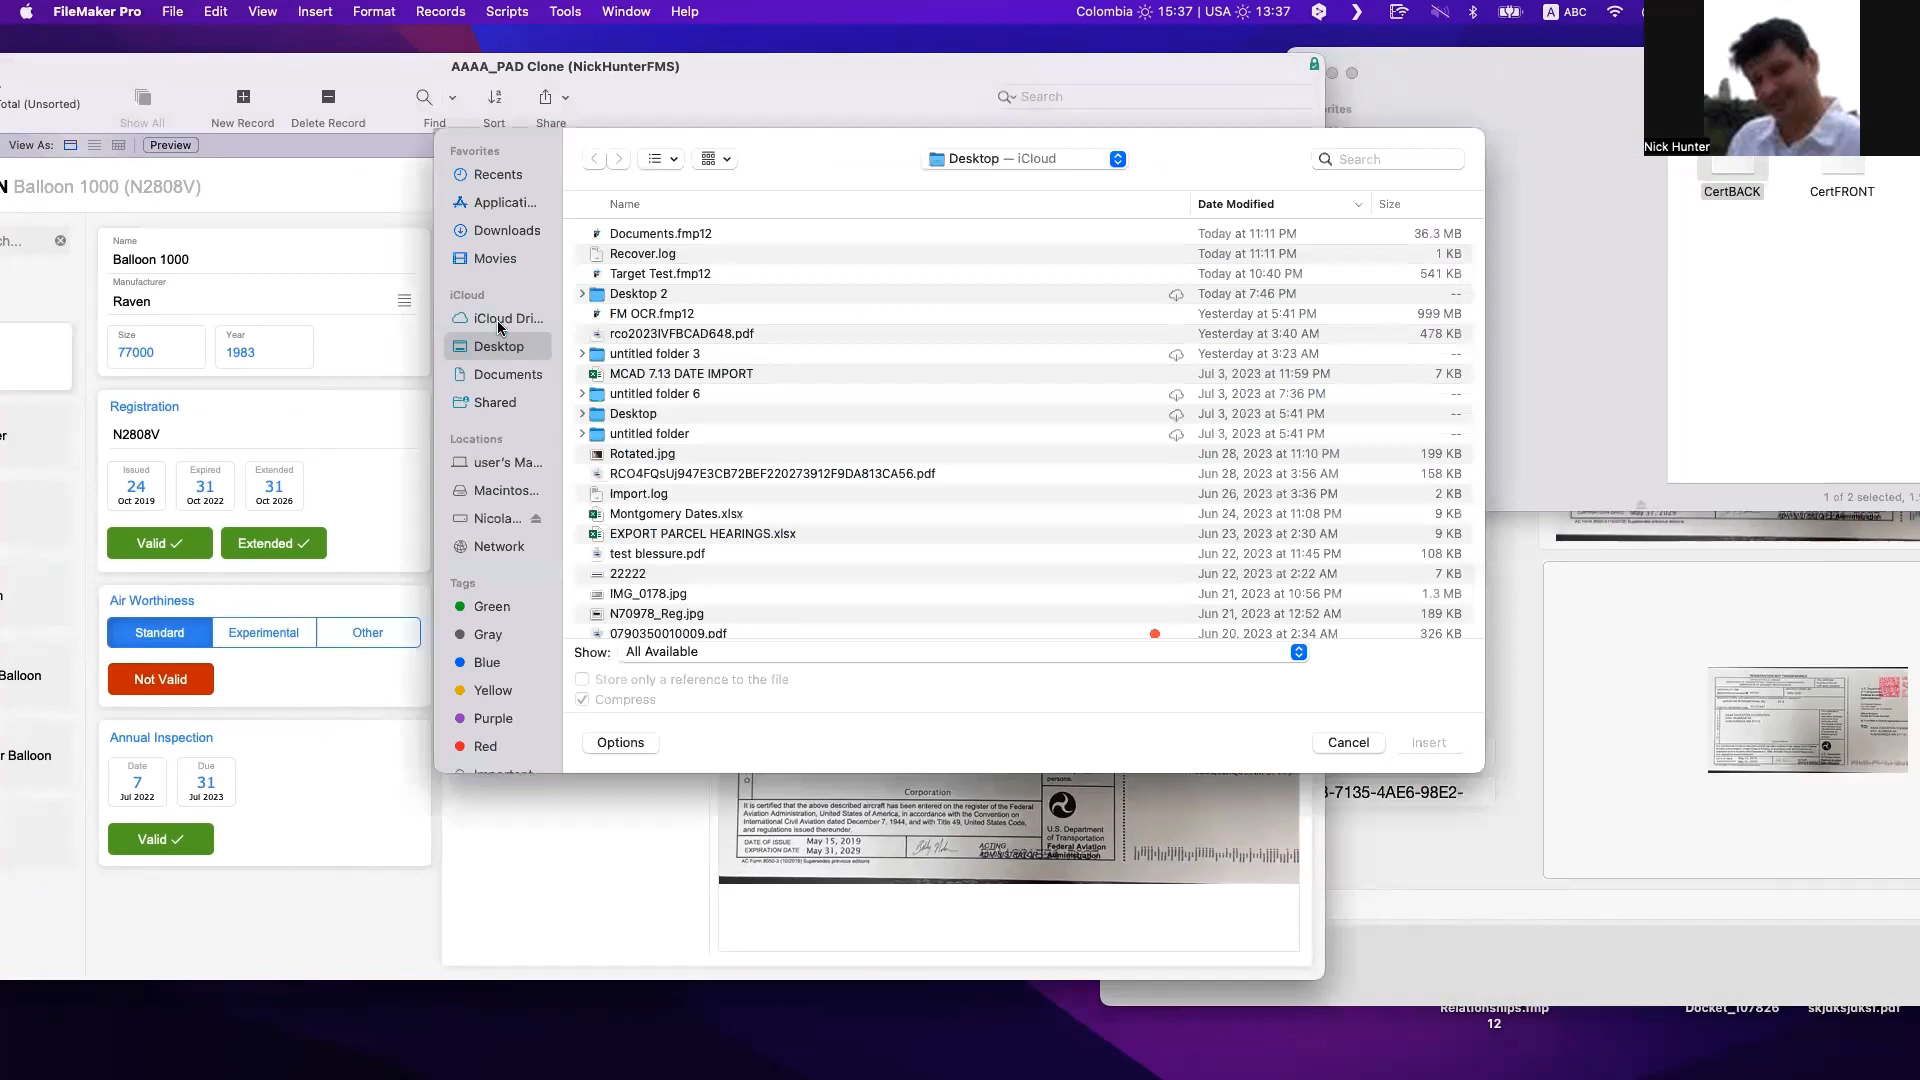 FileMaker Pro File Edit View Insert Format Records Scripts Tools Window Help
Colombia 15:37 | USA 13:37 A ABC
Nick Hunter
AAAA_PAD Clone (NickHunterFMS)
Total (Unsorted)
Show All
New Record
Delete Record
Find
Sort
Share
Search
View As:
Preview
N Balloon 1000 (N2808V)
Name
Balloon 1000
Manufacturer
Raven
Size
77000
Year
1983
Registration
N2808V
Issued
24
Oct 2019
Expired
31
Oct 2022
Extended
31
Oct 2026
Valid ✓
Extended ✓
Air Worthiness
Standard
Experimental
Other
Not Valid
Annual Inspection
Date
7
Jul 2022
Due
31
Jul 2023
Valid ✓
Balloon
r Balloon
Favorites
Recents
Applicati...
Downloads
Movies
iCloud
iCloud Dri...
Desktop
Documents
Shared
Locations
user's Ma...
Macintos...
Nicola...
Network
Tags
Green
Gray
Blue
Yellow
Purple
Red
Desktop — iCloud
Search
Name Date Modified Size
Documents.fmp12 Today at 11:11 PM 36.3 MB
Recover.log Today at 11:11 PM 1 KB
Target Test.fmp12 Today at 10:40 PM 541 KB
Desktop 2 Today at 7:46 PM --
FM OCR.fmp12 Yesterday at 5:41 PM 999 MB
rco2023IVFBCAD648.pdf Yesterday at 3:40 AM 478 KB
untitled folder 3 Yesterday at 3:23 AM --
MCAD 7.13 DATE IMPORT Jul 3, 2023 at 11:59 PM 7 KB
untitled folder 6 Jul 3, 2023 at 7:36 PM --
Desktop Jul 3, 2023 at 5:41 PM --
untitled folder Jul 3, 2023 at 5:41 PM --
Rotated.jpg Jun 28, 2023 at 11:10 PM 199 KB
RCO4FQsUj947E3CB72BEF220273912F9DA813CA56.pdf Jun 28, 2023 at 3:56 AM 158 KB
Import.log Jun 26, 2023 at 3:36 PM 2 KB
Montgomery Dates.xlsx Jun 24, 2023 at 11:08 PM 9 KB
EXPORT PARCEL HEARINGS.xlsx Jun 23, 2023 at 2:30 AM 9 KB
test blessure.pdf Jun 22, 2023 at 11:45 PM 108 KB
22222 Jun 22, 2023 at 2:22 AM 7 KB
IMG_0178.jpg Jun 21, 2023 at 10:56 PM 1.3 MB
N70978_Reg.jpg Jun 21, 2023 at 12:52 AM 189 KB
0790350010009.pdf Jun 20, 2023 at 2:34 AM 326 KB
Show: All Available
Store only a reference to the file
Compress
Options
Cancel
Insert
CertBACK
CertFRONT
1 of 2 selected, 1.
-7135-4AE6-98E2-
Corporation
persons.
It is certified that the above described aircraft has been entered on the register of the Federal
Aviation Administration, United States of America, in accordance with the Convention on
International Civil Aviation dated December 7, 1944, and with Title 49, United States Code,
and regulations issued thereunder.
DATE OF ISSUE May 15, 2019
EXPIRATION DATE May 31, 2029
ACTING
ADMINISTRATOR
U.S. Department
of Transportation
Federal Aviation
Administration
AC Form 8050-3 (10/2019) Supersedes previous editions
Relationships.fmp
12
Docket_107826
skjdksjdksf.pdf